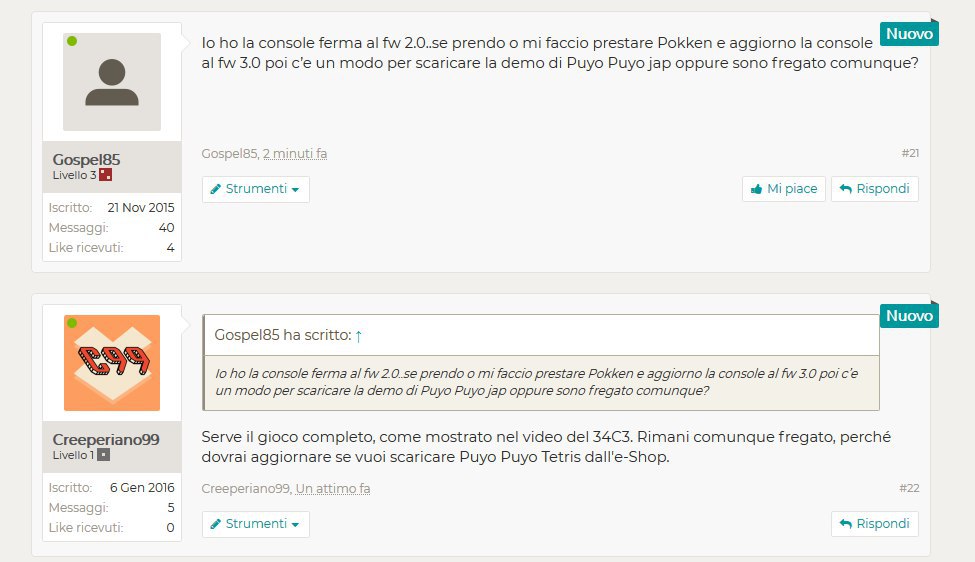 Nuovo
Io ho la console ferma al fw 2.0..se prendo o mi faccio prestare Pokken e aggiorno la console
al fw 3.0 poi c’e un modo per scaricare la demo di Puyo Puyo jap oppure sono fregato comunque?
Gospel85
Livello 3
Iscritto: 21 Nov 2015
Messaggi: 40
Like ricevuti: 4
Gospel85, 2 minuti fa
#21
Strumenti
Mi piace
Rispondi
Nuovo
C99
Creeperiano99
Livello 1
Iscritto: 6 Gen 2016
Messaggi: 5
Like ricevuti: 0
Gospel85 ha scritto: ↑
Io ho la console ferma al fw 2.0..se prendo o mi faccio prestare Pokken e aggiorno la console al fw 3.0 poi c’e
un modo per scaricare la demo di Puyo Puyo jap oppure sono fregato comunque?
Serve il gioco completo, come mostrato nel video del 34C3. Rimani comunque fregato, perché
dovrai aggiornare se vuoi scaricare Puyo Puyo Tetris dall'e-Shop.
Creeperiano99, Un attimo fa
#22
Strumenti
Rispondi